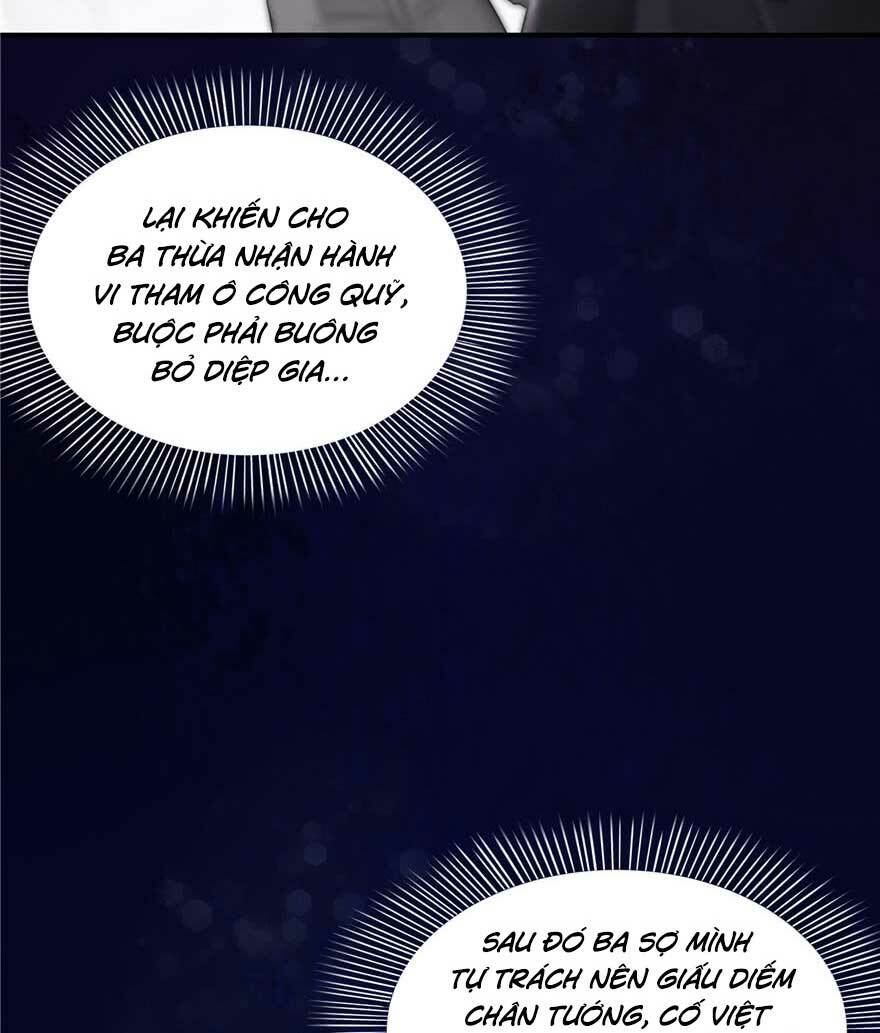 LẠI KHIẾN CHO
BA THỪA NHẬN HÀNH
VI THAM Ô CÔNG QUỸ,
BUỘC PHẢI BUÔNG
BỎ DIỆP GIA...
SAU ĐÓ BA SỢ MÌNH
TỰ TRÁCH NÊN GIẤU DIẾM
CHÂN TƯỚNG, CỐ VIỆT